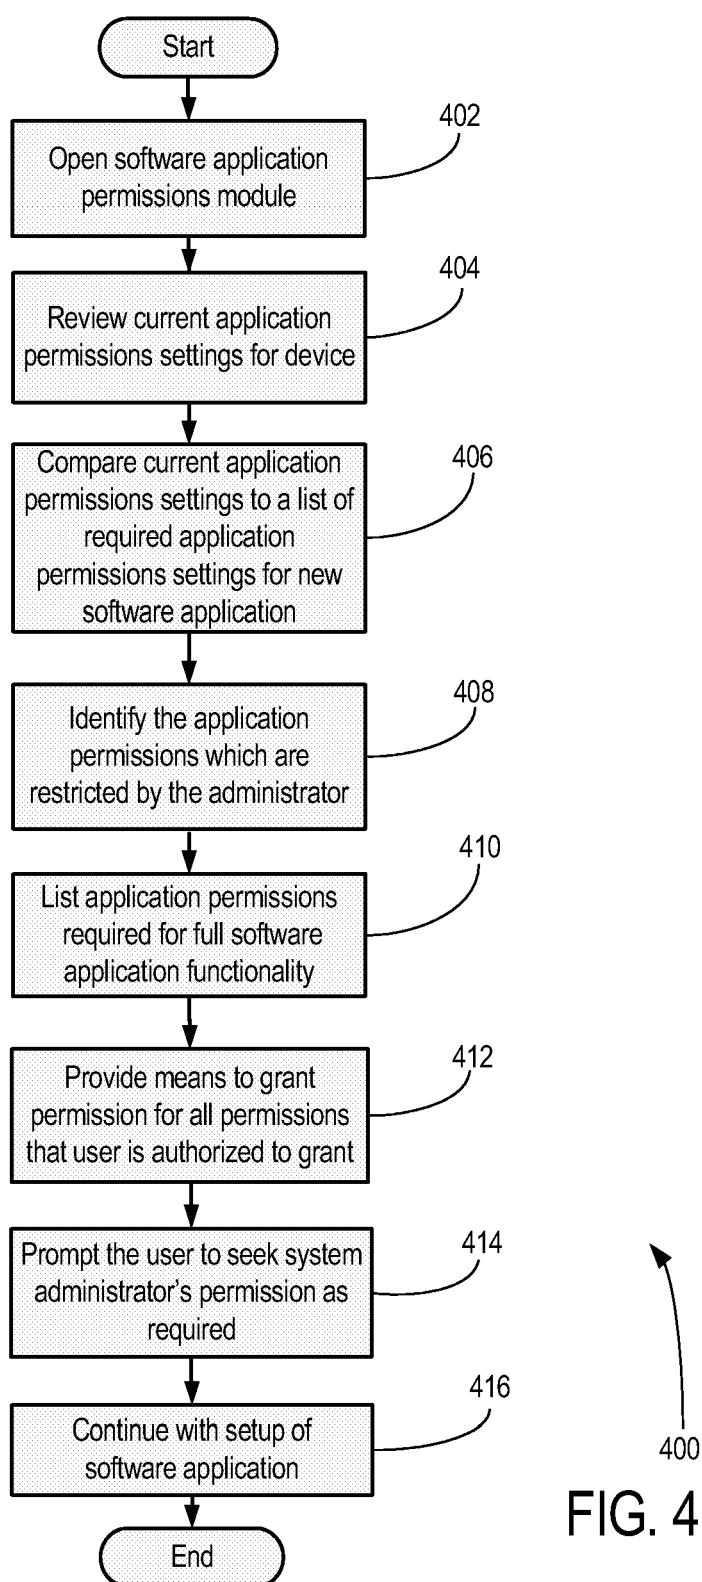 Start
402
Open software application
permissions module
404
Review current application
permissions settings for device
406
Compare current application
permissions settings to a list of
required application
permissions settings for new
software application
408
Identify the application
permissions which are
restricted by the administrator
410
List application permissions
required for full software
application functionality
412
Provide means to grant
permission for all permissions
that user is authorized to grant
414
Prompt the user to seek system
administrator's permission as
required
416
Continue with setup of
software application
End
400
FIG. 4